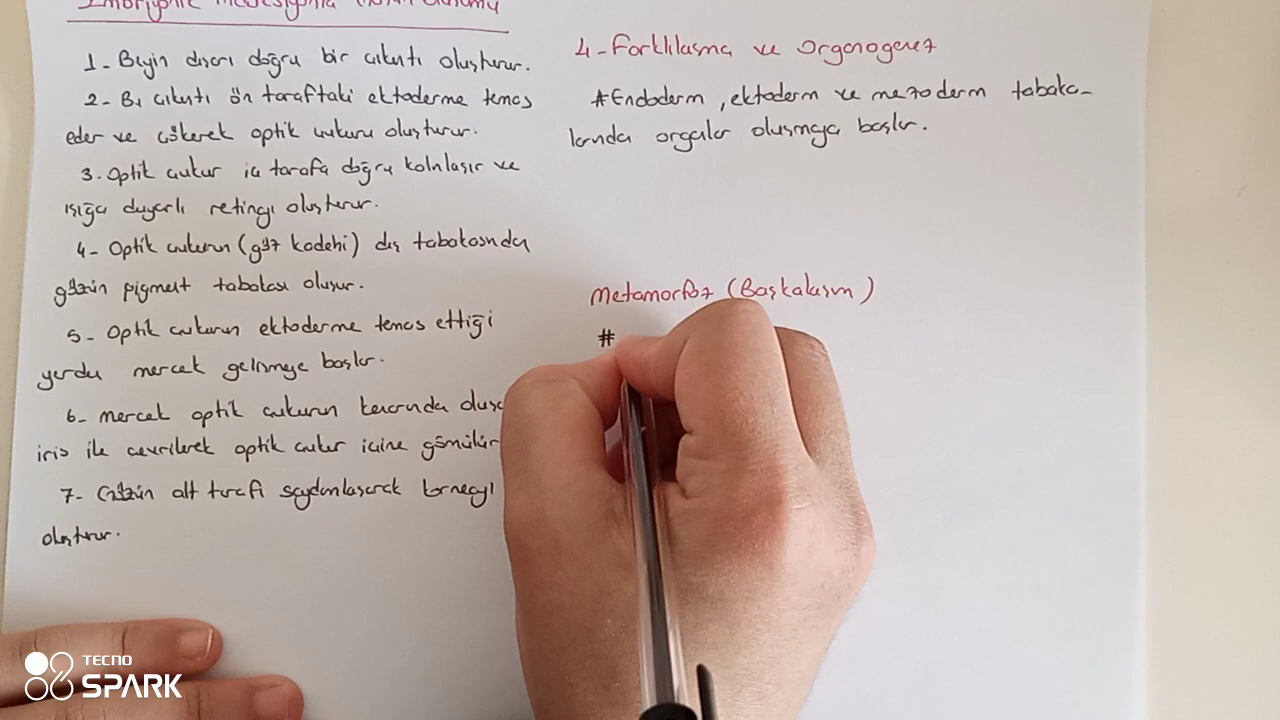 Embriyonik indüksiyonla
1- Beyin dışarı doğru bir çıkıntı oluşturur.
2- Bu çıkıntı ön taraftaki ektoderme temas
eder ve çökerek optik çukuru oluşturur.
3. Optik çukur iç tarafa doğru kalınlaşır ve
ışığa duyarlı retinayı oluşturur.
4- Optik çukurun (göz kadehi) dış tabakasında
gözün pigment tabakası oluşur.
5- Optik çukurun ektoderme temas ettiği
yerde mercek gelişmeye başlar.
6- mercek optik çukurun kenarında oluşa
iris ile çevrilerek optik çukur içine gömülür
7- Gözün alt tarafı saydamlaşarak korneayı
oluşturur.
4-Farklılaşma ve Organogenez
#Endoderm, ektoderm ve mezoderm tabaka-
larında organlar oluşmaya başlar.
Metamorfoz (Başkalaşım)
#
TECNO
SPARK